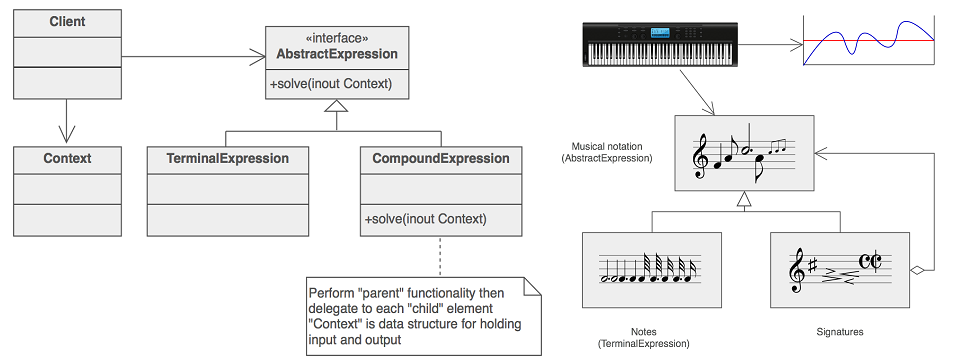 Client
«interface»
AbstractExpression
+solve(inout Context)
Context
TerminalExpression
CompoundExpression
+solve(inout Context)
Perform "parent" functionality then
delegate to each "child" element
"Context" is data structure for holding
input and output
Musical notation
(AbstractExpression)
Notes
(TerminalExpression)
Signatures